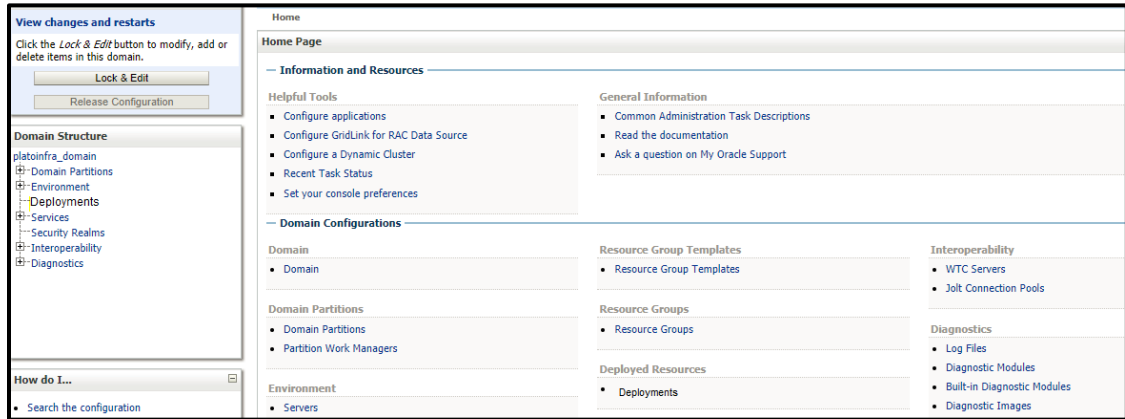 View changes and restarts
Click the Lock & Edit button to modify, add or
delete items in this domain.
Lock & Edit
Release Configuration
Domain Structure
platoinfra_domain
Domain Partitions
Environment
Deployments
Services
Security Realms
Interoperability
Diagnostics
How do I...
Search the configuration
Home
Home Page
Information and Resources
Helpful Tools
Configure applications
Configure GridLink for RAC Data Source
Configure a Dynamic Cluster
Recent Task Status
Set your console preferences
General Information
Common Administration Task Descriptions
Read the documentation
Ask a question on My Oracle Support
Domain Configurations
Domain
Domain
Domain Partitions
Domain Partitions
Partition Work Managers
Environment
Servers
Resource Group Templates
Resource Group Templates
Resource Groups
Resource Groups
Deployed Resources
Deployments
Interoperability
WTC Servers
Jolt Connection Pools
Diagnostics
Log Files
Diagnostic Modules
Built-in Diagnostic Modules
Diagnostic Images